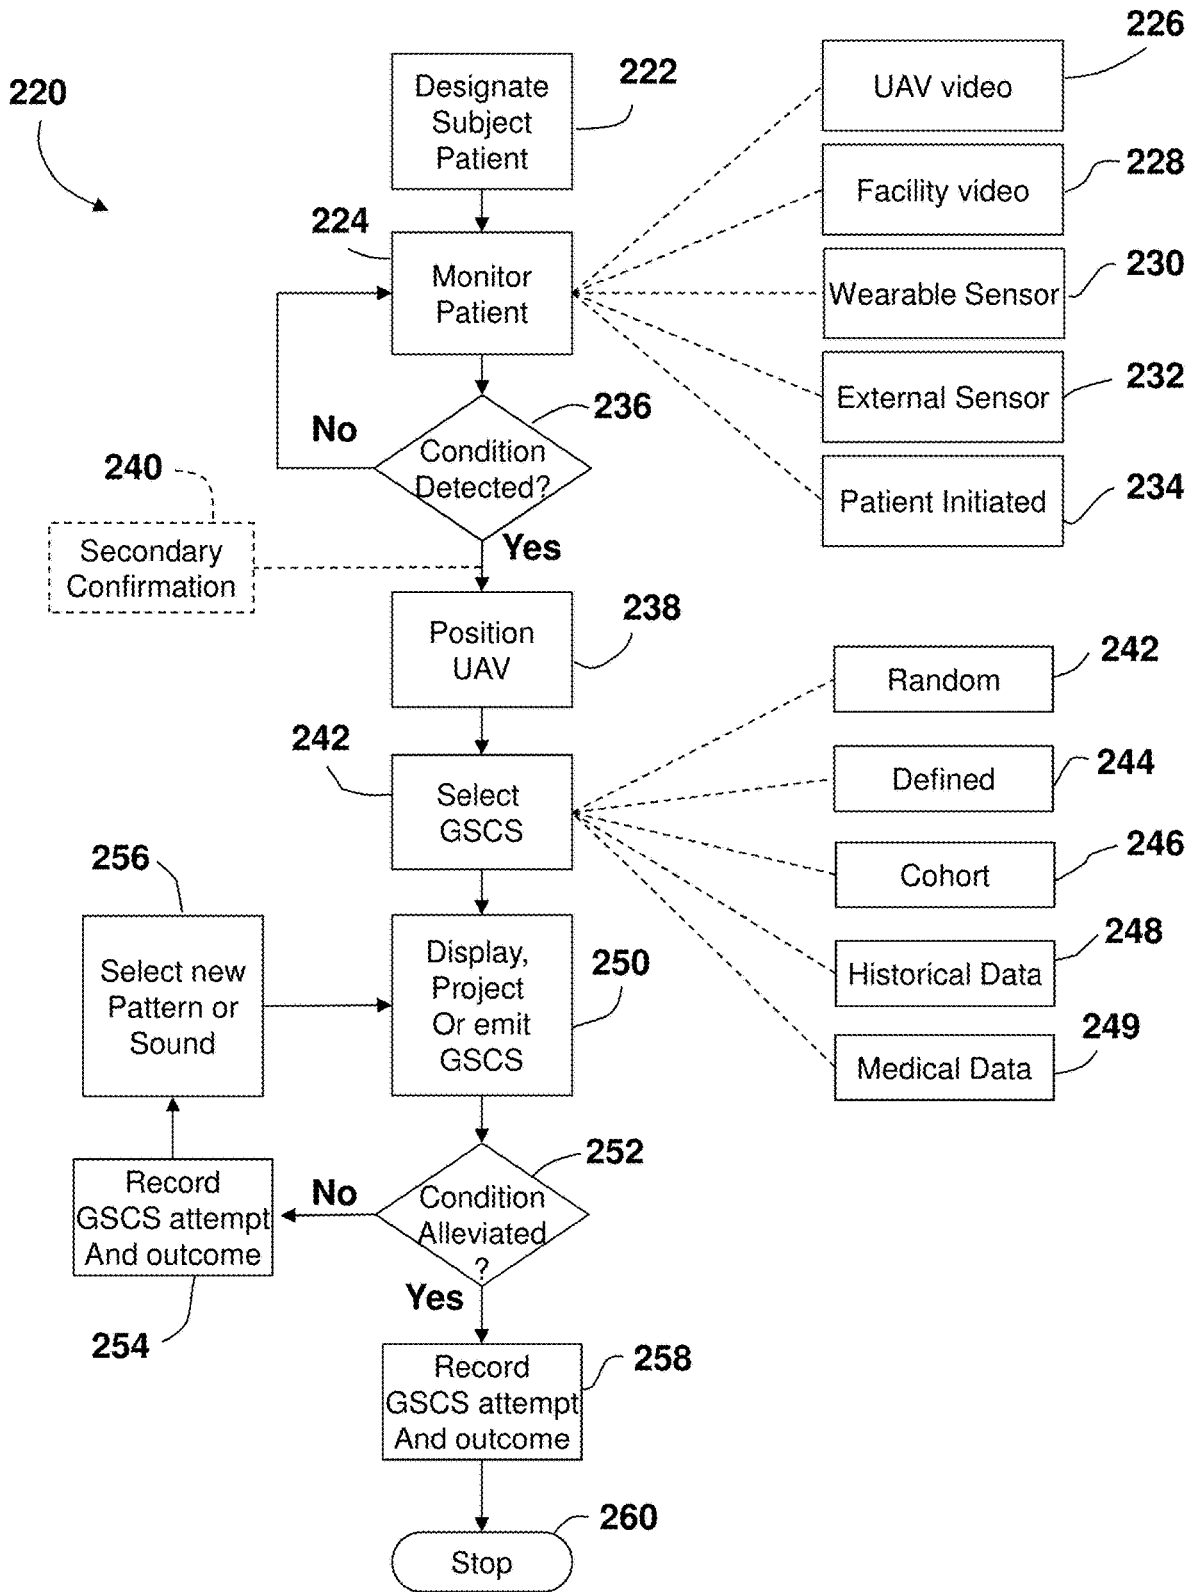 220
222
Designate
Subject
Patient
224
Monitor
Patient
226
UAV video
228
Facility video
230
Wearable Sensor
232
External Sensor
234
Patient Initiated
236
Condition
Detected?
No
Yes
240
Secondary
Confirmation
238
Position
UAV
242
Select
GSCS
242
Random
244
Defined
246
Cohort
248
Historical Data
249
Medical Data
250
Display,
Project
Or emit
GSCS
256
Select new
Pattern or
Sound
252
Condition
Alleviated
?
No
Yes
Record
GSCS attempt
And outcome
254
258
Record
GSCS attempt
And outcome
260
Stop